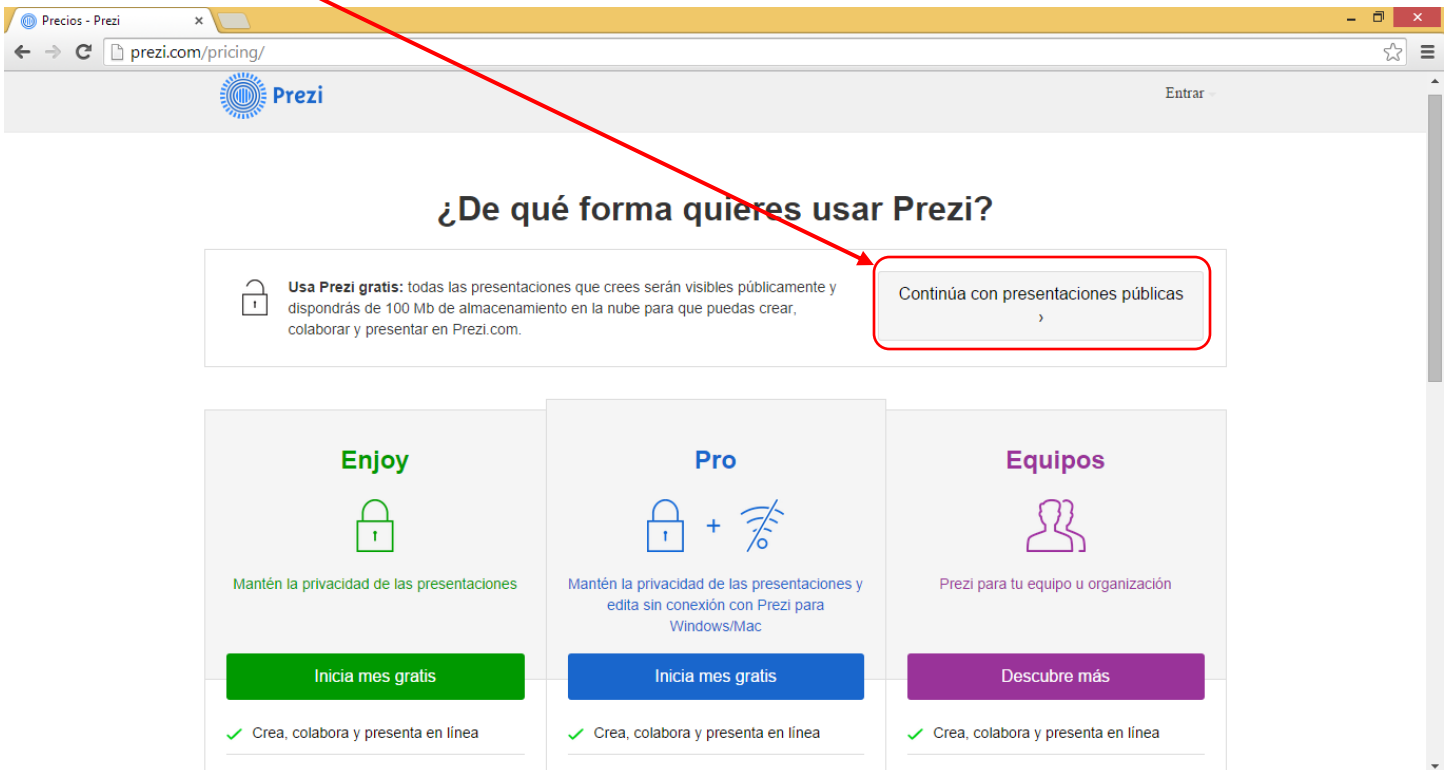 Precios - Prezi
prezi.com/pricing/
Prezi
Entrar
¿De qué forma quieres usar Prezi?
Usa Prezi gratis: todas las presentaciones que crees serán visibles públicamente y
dispondrás de 100 Mb de almacenamiento en la nube para que puedas crear,
colaborar y presentar en Prezi.com.
Continúa con presentaciones públicas
›
Enjoy
Mantén la privacidad de las presentaciones
Inicia mes gratis
Crea, colabora y presenta en línea
Pro
+
Mantén la privacidad de las presentaciones y
edita sin conexión con Prezi para
Windows/Mac
Inicia mes gratis
Crea, colabora y presenta en línea
Equipos
Prezi para tu equipo u organización
Descubre más
Crea, colabora y presenta en línea